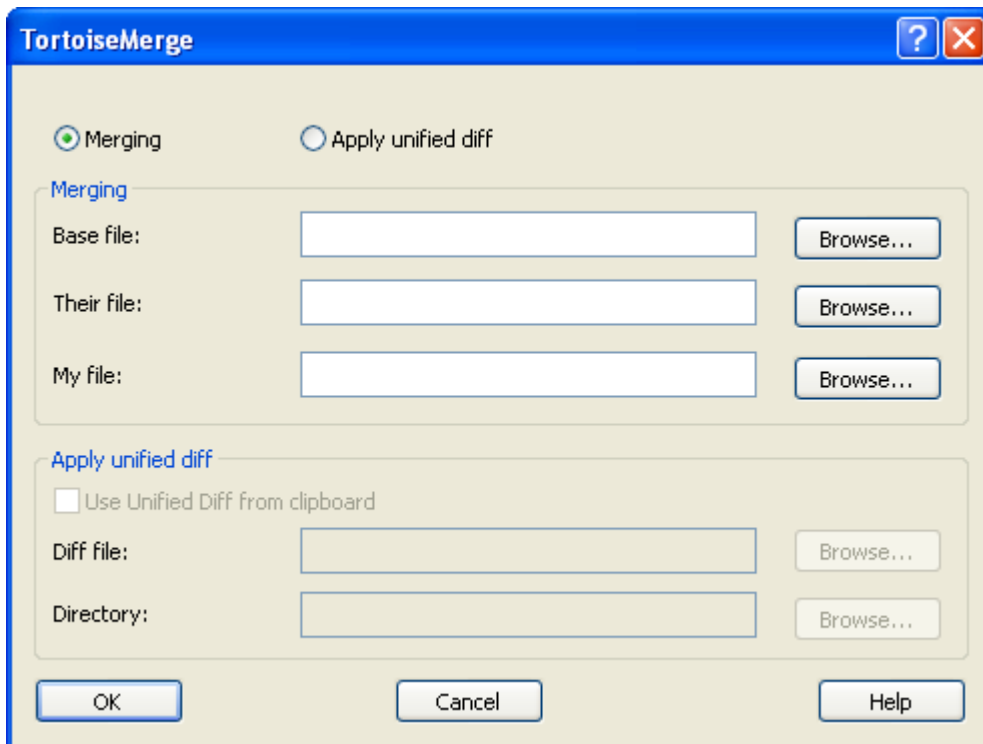 TortoiseMerge
Merging Apply unified diff
Merging
Base file: Browse...
Their file: Browse...
My file: Browse...
Apply unified diff
Use Unified Diff from clipboard
Diff file: Browse...
Directory: Browse...
OK Cancel Help